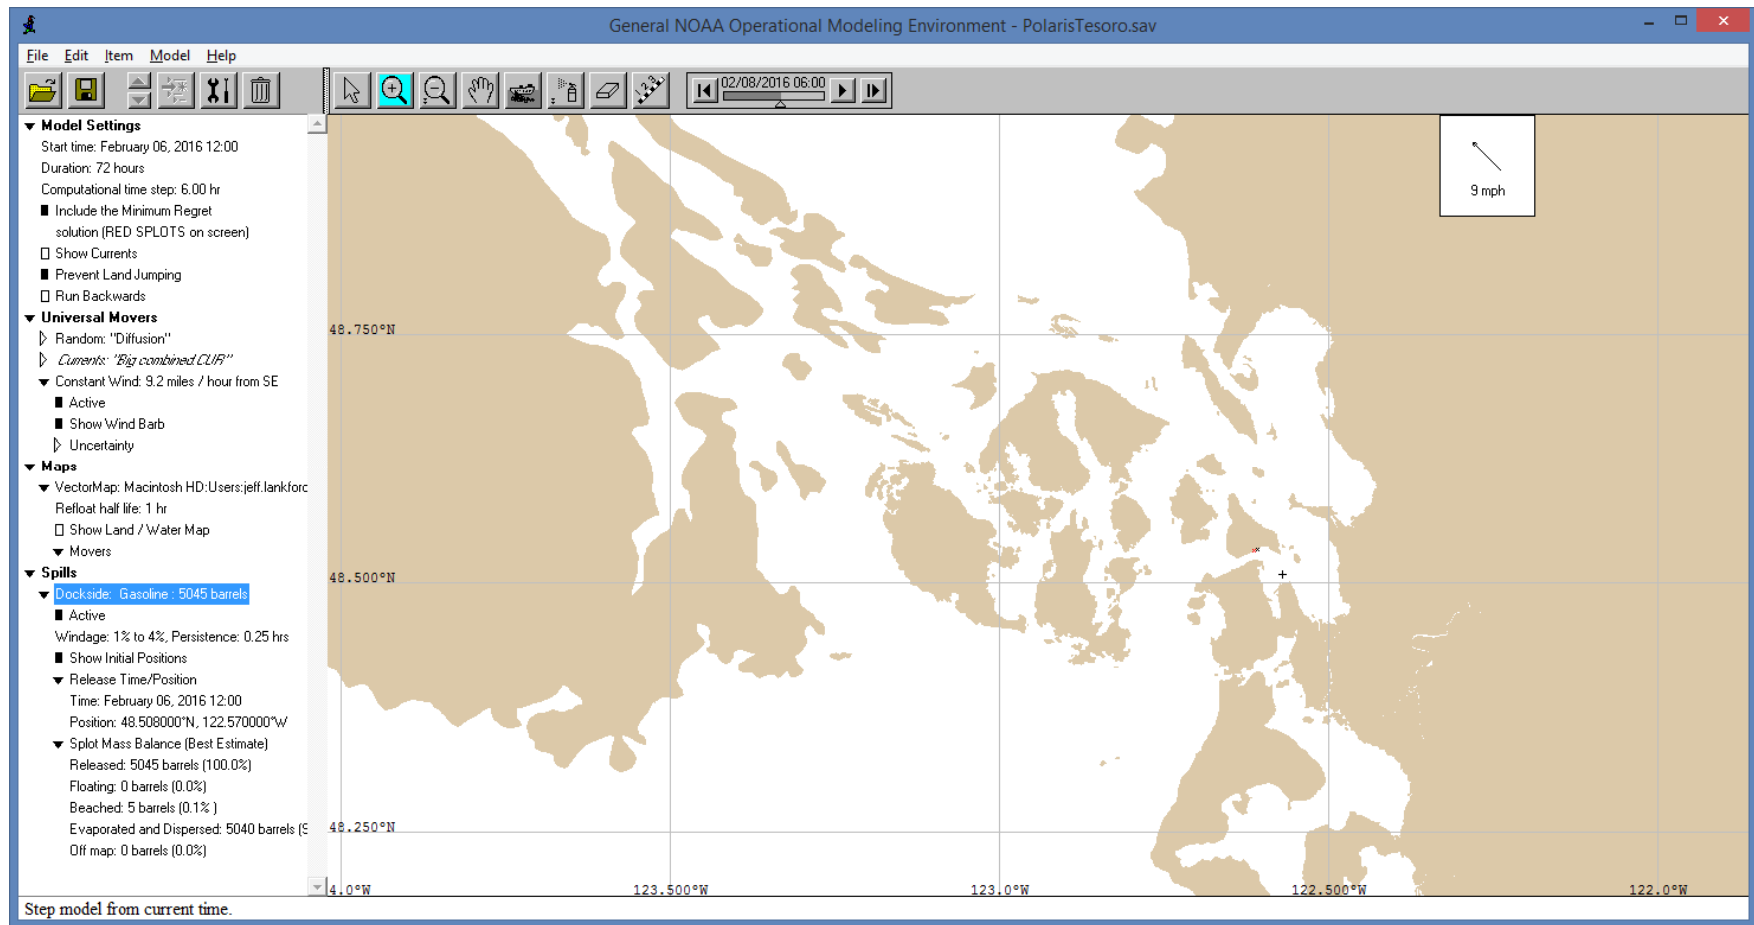 General NOAA Operational Modeling Environment - PolarisTesoro.sav
File Edit Item Model Help
02/08/2016 06:00
Model Settings
Start time: February 06, 2016 12:00
Duration: 72 hours
Computational time step: 6.00 hr
Include the Minimum Regret
solution (RED SPLOTS on screen)
Show Currents
Prevent Land Jumping
Run Backwards
Universal Movers
Random: "Diffusion"
Currents: "Big combined.CUR"
Constant Wind: 9.2 miles / hour from SE
Active
Show Wind Barb
Uncertainty
Maps
VectorMap: Macintosh HD:Users:jeff.lankforc
Refloat half life: 1 hr
Show Land / Water Map
Movers
Spills
Dockside: Gasoline : 5045 barrels
Active
Windage: 1% to 4%, Persistence: 0.25 hrs
Show Initial Positions
Release Time/Position
Time: February 06, 2016 12:00
Position: 48.508000°N, 122.570000°W
Splot Mass Balance (Best Estimate)
Released: 5045 barrels (100.0%)
Floating: 0 barrels (0.0%)
Beached: 5 barrels (0.1% )
Evaporated and Dispersed: 5040 barrels (9
Off map: 0 barrels (0.0%)
9 mph
48.750°N
48.500°N
48.250°N
4.0°W 123.500°W 123.0°W 122.500°W 122.0°W
Step model from current time.